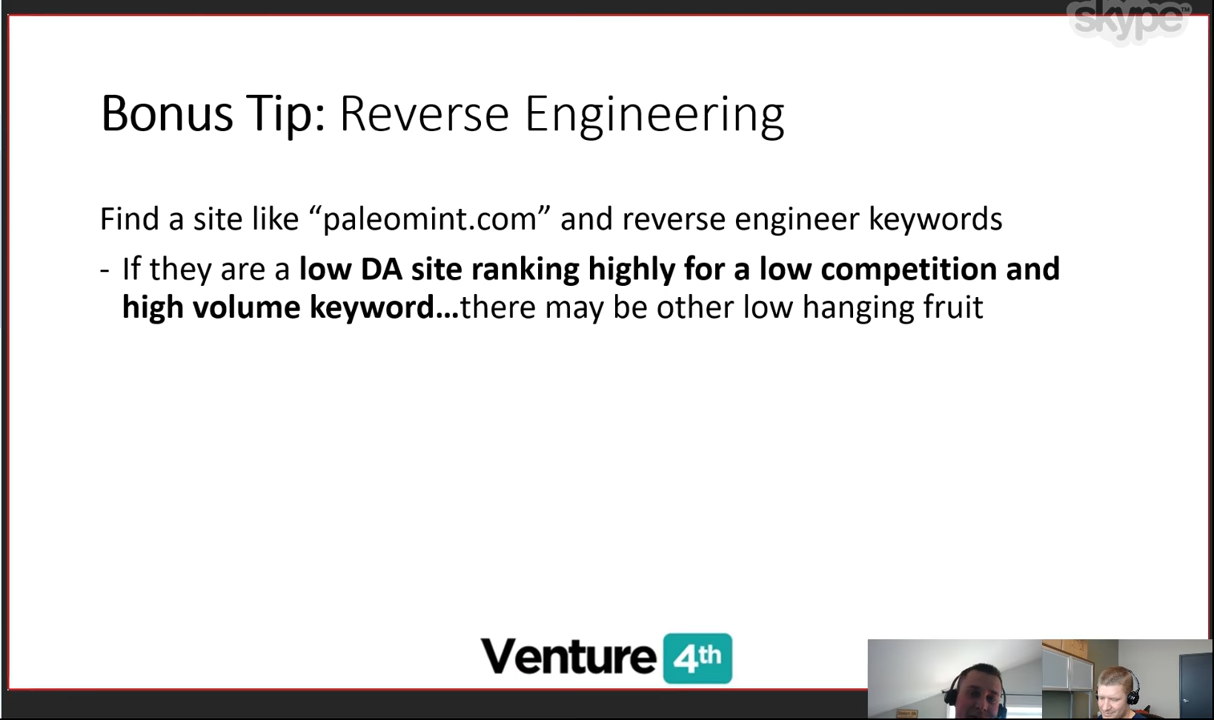 skype™
Bonus Tip: Reverse Engineering
Find a site like “paleomint.com” and reverse engineer keywords
- If they are a low DA site ranking highly for a low competition and
high volume keyword...there may be other low hanging fruit
Venture 4th